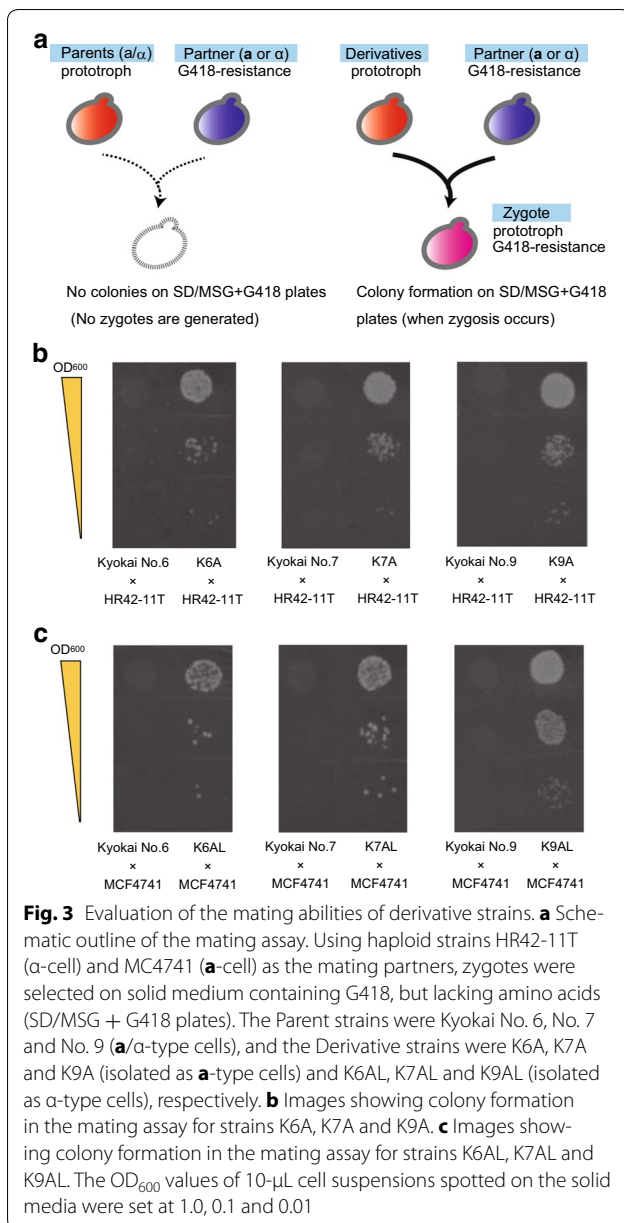 a
Parents (a/α)
prototroph
Partner (a or α)
G418-resistance
Derivatives
prototroph
Partner (a or α)
G418-resistance
Zygote
prototroph
G418-resistance
No colonies on SD/MSG+G418 plates
(No zygotes are generated)
Colony formation on SD/MSG+G418
plates (when zygosis occurs)
b
OD600
Kyokai No.6
×
HR42-11T
K6A
×
HR42-11T
Kyokai No.7
×
HR42-11T
K7A
×
HR42-11T
Kyokai No.9
×
HR42-11T
K9A
×
HR42-11T
c
OD600
Kyokai No.6
×
MCF4741
K6AL
×
MCF4741
Kyokai No.7
×
MCF4741
K7AL
×
MCF4741
Kyokai No.9
×
MCF4741
K9AL
×
MCF4741
Fig. 3 Evaluation of the mating abilities of derivative strains. a Sche-
matic outline of the mating assay. Using haploid strains HR42-11T
(α-cell) and MC4741 (a-cell) as the mating partners, zygotes were
selected on solid medium containing G418, but lacking amino acids
(SD/MSG + G418 plates). The Parent strains were Kyokai No. 6, No. 7
and No. 9 (a/α-type cells), and the Derivative strains were K6A, K7A
and K9A (isolated as a-type cells) and K6AL, K7AL and K9AL (isolated
as α-type cells), respectively. b Images showing colony formation
in the mating assay for strains K6A, K7A and K9A. c Images show-
ing colony formation in the mating assay for strains K6AL, K7AL and
K9AL. The OD600 values of 10-μL cell suspensions spotted on the solid
media were set at 1.0, 0.1 and 0.01